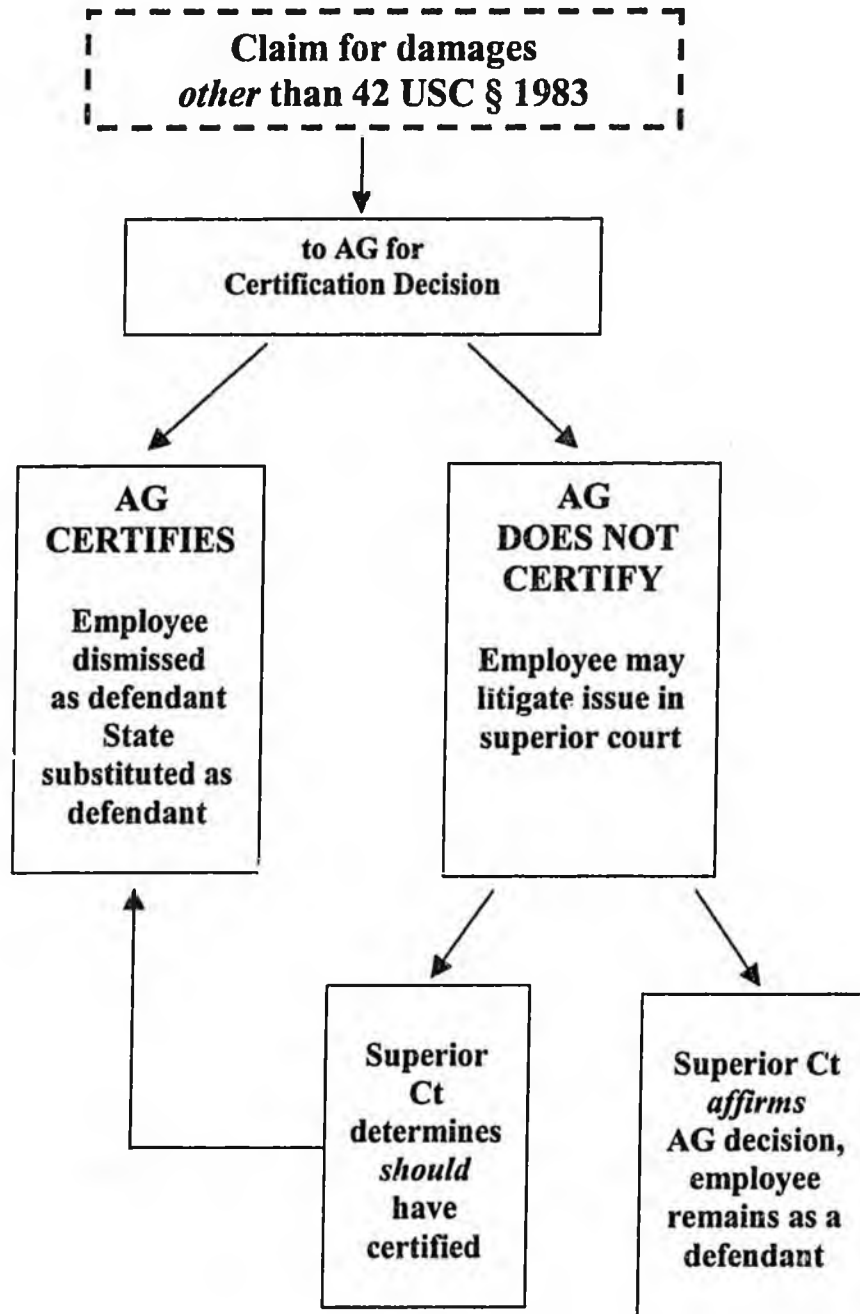 Claim for damages
other than 42 USC § 1983
to AG for
Certification Decision
AG
CERTIFIES
Employee
dismissed
as defendant
State
substituted as
defendant
AG
DOES NOT
CERTIFY
Employee may
litigate issue in
superior court
Superior
Ct
determines
should
have
certified
Superior Ct
affirms
AG decision,
employee
remains as a
defendant